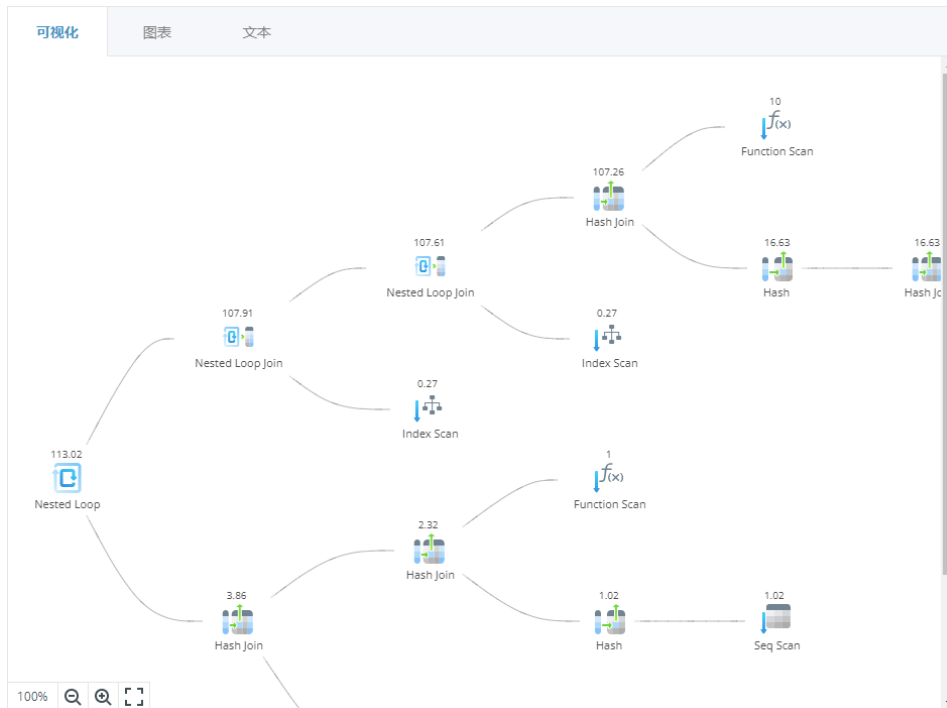 可视化
图表
文本
10
f(x)
Function Scan
107.26
Hash Join
107.61
Nested Loop Join
16.63
Hash
16.63
Hash Jo
107.91
Nested Loop Join
0.27
Index Scan
0.27
Index Scan
113.02
Nested Loop
1
f(x)
Function Scan
2.32
Hash Join
3.86
Hash Join
1.02
Hash
1.02
Seq Scan
100%